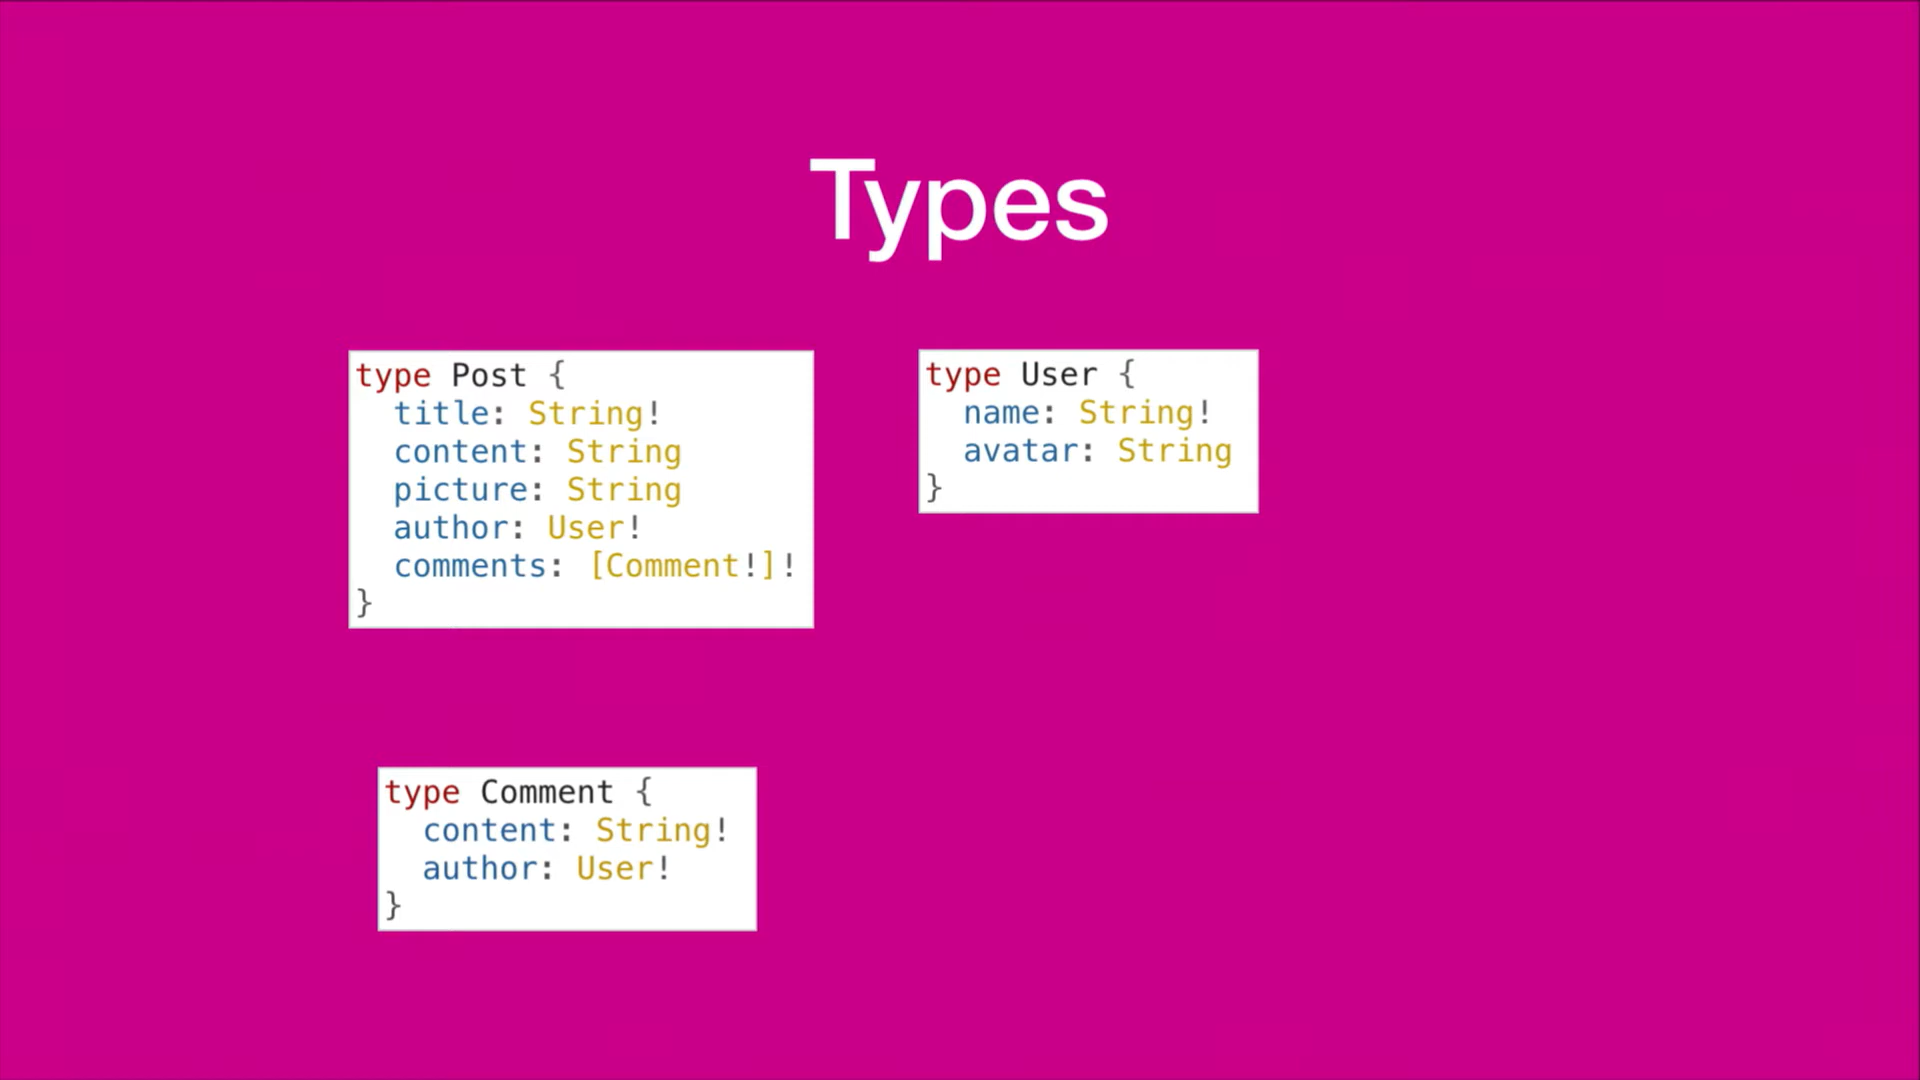 Types
type Post {
  title: String!
  content: String
  picture: String
  author: User!
  comments: [Comment!]!
}
type User {
  name: String!
  avatar: String
}
type Comment {
  content: String!
  author: User!
}